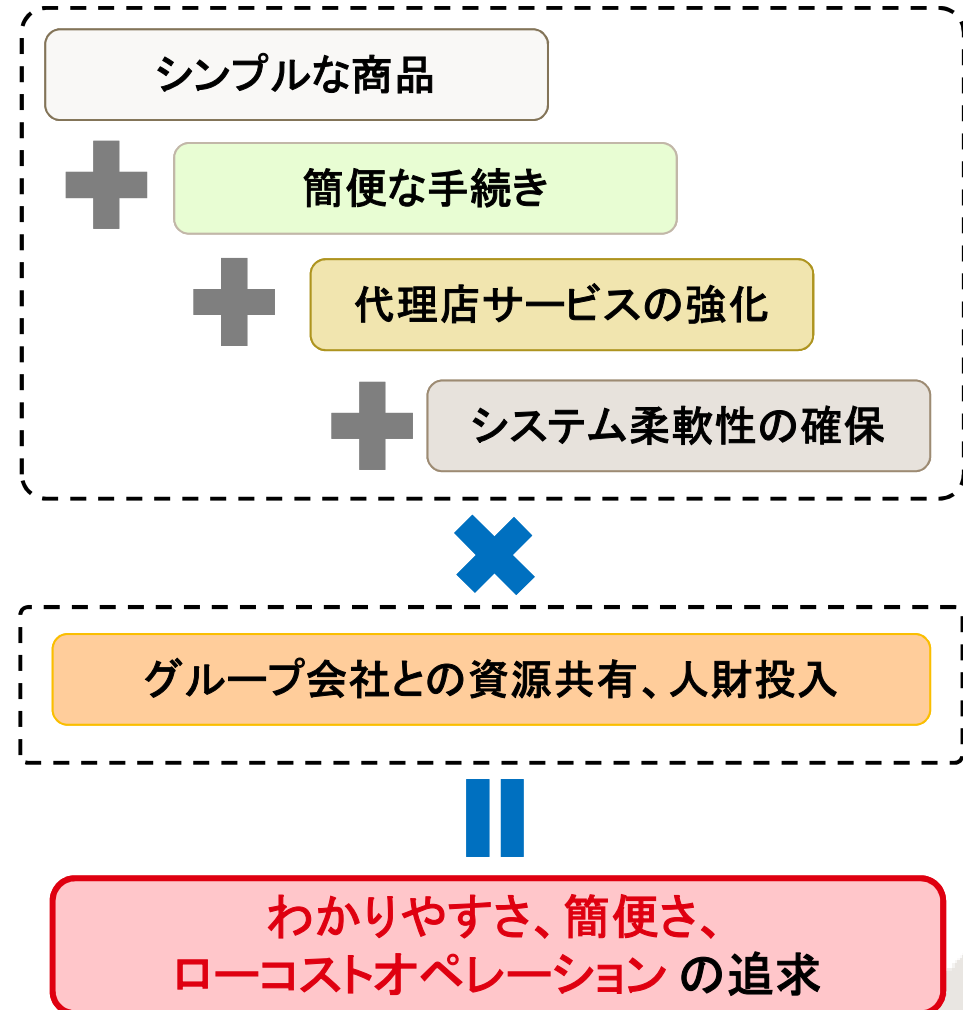 シンプルな商品
簡便な手続き
代理店サービスの強化
システム柔軟性の確保
グループ会社との資源共有、人財投入
わかりやすさ、簡便さ、
ローコストオペレーション の追求